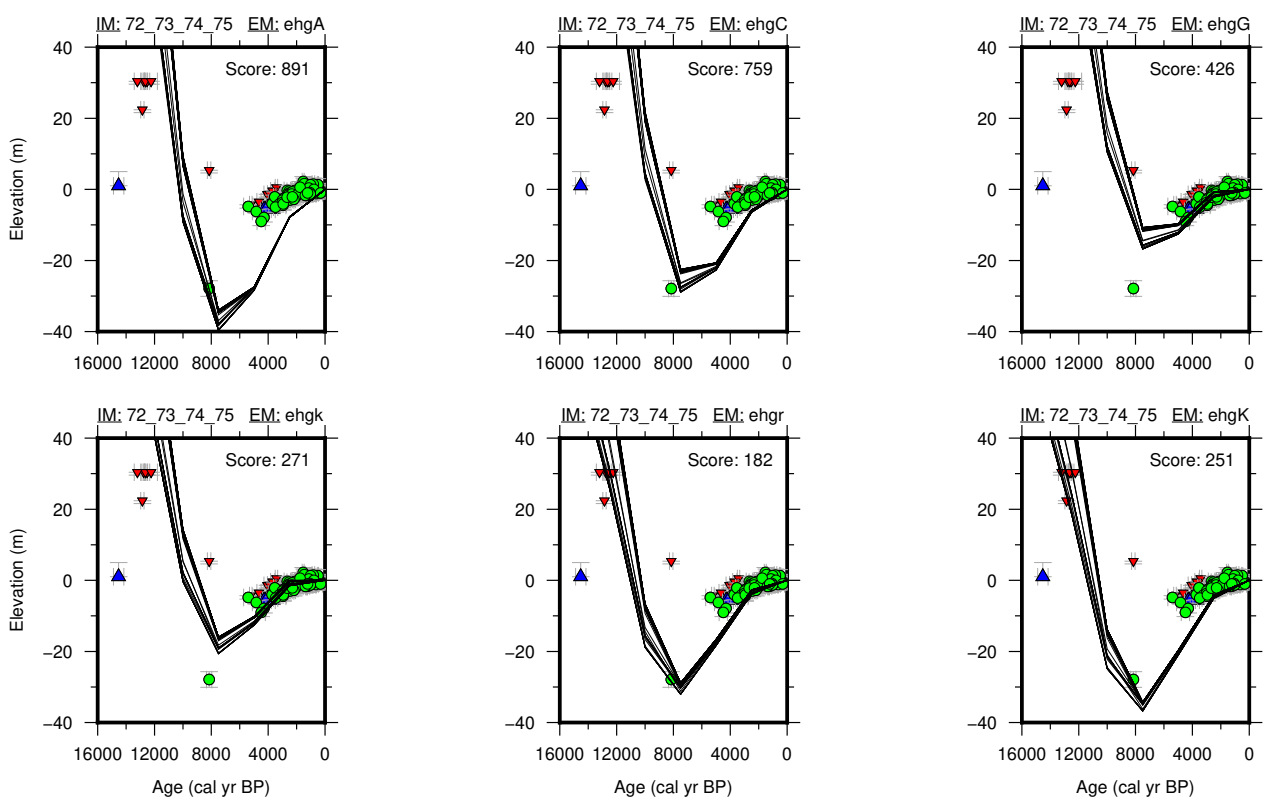 IM: 72_73_74_75 EM: ehgA
IM: 72_73_74_75 EM: ehgC
IM: 72_73_74_75 EM: ehgG
Score: 891
Score: 759
Score: 426
Elevation (m)
40
20
0
−20
−40
16000 12000 8000 4000 0
40
20
0
−20
−40
16000 12000 8000 4000 0
40
20
0
−20
−40
16000 12000 8000 4000 0
IM: 72_73_74_75 EM: ehgk
IM: 72_73_74_75 EM: ehgr
IM: 72_73_74_75 EM: ehgK
Score: 271
Score: 182
Score: 251
Elevation (m)
40
20
0
−20
−40
16000 12000 8000 4000 0
Age (cal yr BP)
40
20
0
−20
−40
16000 12000 8000 4000 0
Age (cal yr BP)
40
20
0
−20
−40
16000 12000 8000 4000 0
Age (cal yr BP)